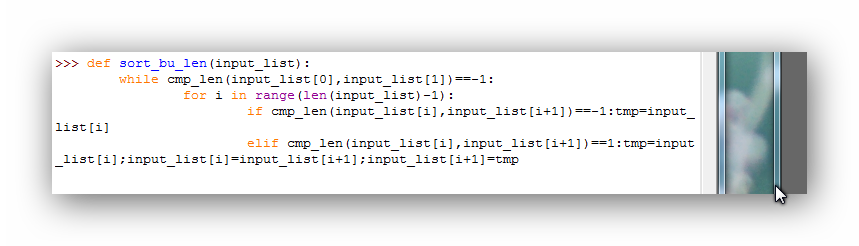 >>> def sort_bu_len(input_list):
        while cmp_len(input_list[0],input_list[1])==-1:
                for i in range(len(input_list)-1):
                        if cmp_len(input_list[i],input_list[i+1])==-1:tmp=input_
list[i]
                        elif cmp_len(input_list[i],input_list[i+1])==1:tmp=input
_list[i];input_list[i]=input_list[i+1];input_list[i+1]=tmp